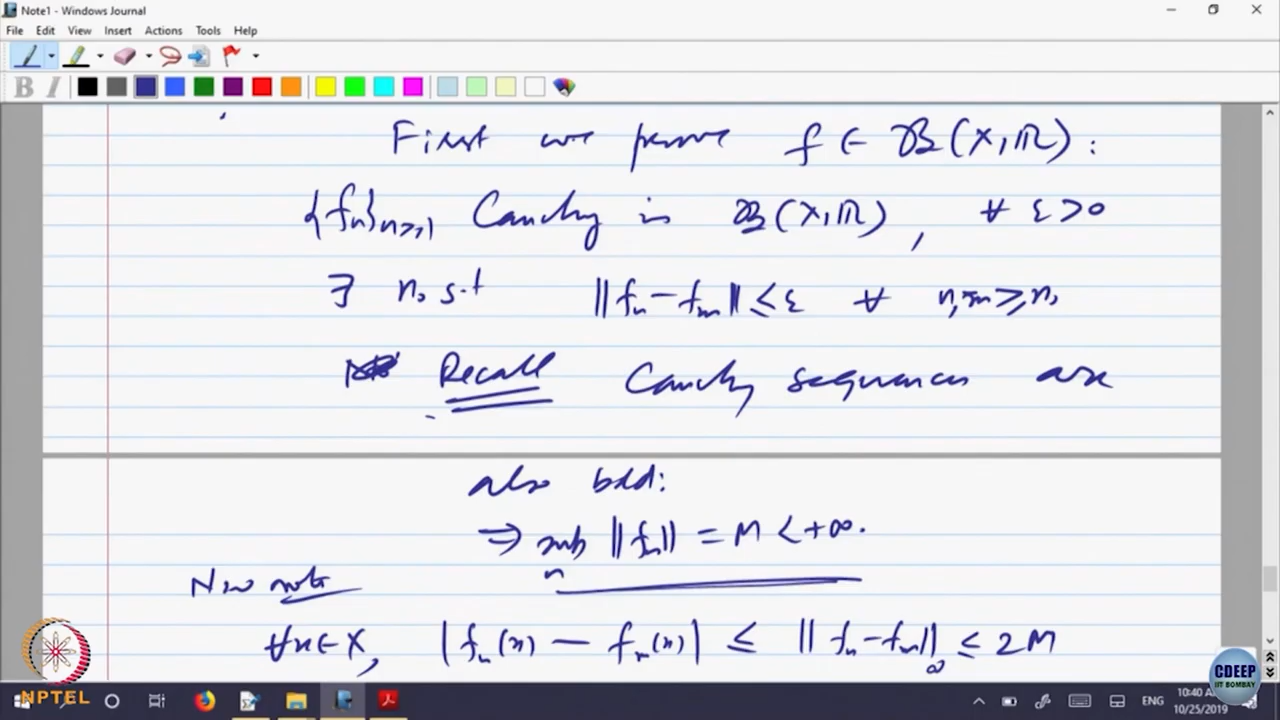 Note1 - Windows Journal
File Edit View Insert Actions Tools Help
B I
First we prove f ∈ B(X,ℝ):
{fn}n≥1 Cauchy in B(X,ℝ), ∀ ε>0
∃ n₀ s.t ||fn − fm|| ≤ ε ∀ n,m ≥ n₀
Recall Cauchy sequences are
also bdd:
⇒ sup n ||fn|| = M < +∞.
Now note
∀x∈X, |fn(x) − fm(x)| ≤ ||fn−fm||∞ ≤ 2M
NPTEL
CDEEP
IIT BOMBAY
ENG
10:40 A
10/25/2019